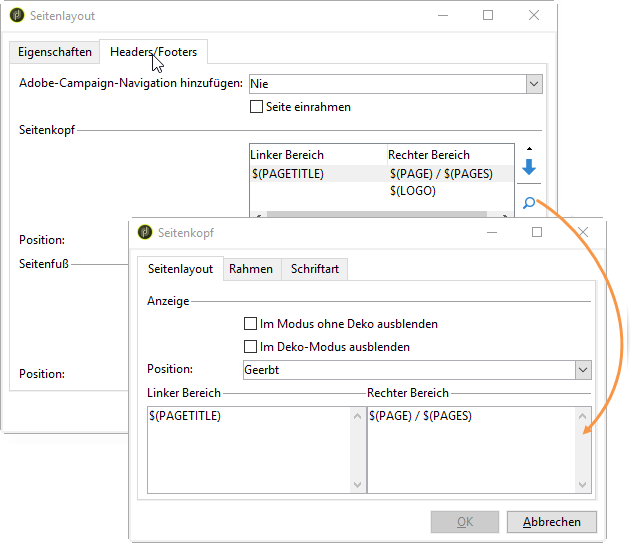 Seitenlayout
Eigenschaften Headers/Footers
Adobe-Campaign-Navigation hinzufügen: Nie
Seite einrahmen
Seitenkopf
Linker Bereich Rechter Bereich
$(PAGETITLE) $(PAGE) / $(PAGES)
$(LOGO)
Position:
Seitenfuß
Position:
Seitenkopf
Seitenlayout Rahmen Schriftart
Anzeige
Im Modus ohne Deko ausblenden
Im Deko-Modus ausblenden
Position: Geerbt
Linker Bereich Rechter Bereich
$(PAGETITLE) $(PAGE) / $(PAGES)
OK Abbrechen